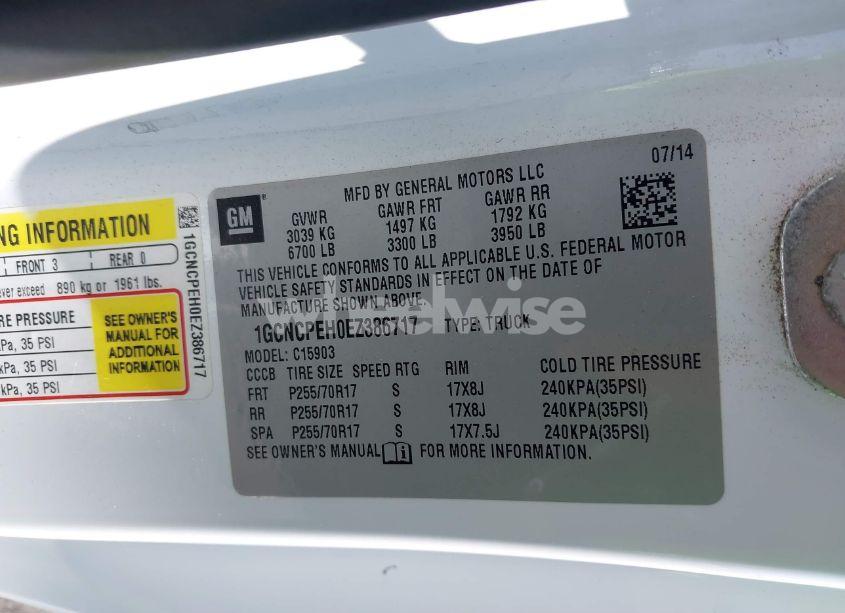 NG INFORMATION
FRONT 3 REAR 0
ever exceed 890 kg or 1961 lbs.
RE PRESSURE
kPa, 35 PSI
kPa, 35 PSI
kPa, 35 PSI
SEE OWNER'S
MANUAL FOR
ADDITIONAL
INFORMATION
1GCNCPEH0EZ386717
GM
07/14
MFD BY GENERAL MOTORS LLC
GVWR GAWR FRT GAWR RR
3039 KG 1497 KG 1792 KG
6700 LB 3300 LB 3950 LB
THIS VEHICLE CONFORMS TO ALL APPLICABLE U.S. FEDERAL MOTOR
VEHICLE SAFETY STANDARDS IN EFFECT ON THE DATE OF
MANUFACTURE SHOWN ABOVE.
1GCNCPEH0EZ386717 TYPE: TRUCK
MODEL: C15903
CCCB TIRE SIZE SPEED RTG RIM COLD TIRE PRESSURE
FRT P255/70R17 S 17X8J 240KPA(35PSI)
RR P255/70R17 S 17X8J 240KPA(35PSI)
SPA P255/70R17 S 17X7.5J 240KPA(35PSI)
SEE OWNER'S MANUAL FOR MORE INFORMATION.